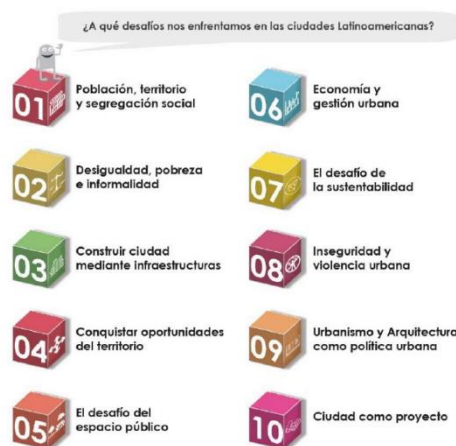 ¿A qué desafíos nos enfrentamos en las ciudades Latinoamericanas?
01
Población, territorio
y segregación social
02
Desigualdad, pobreza
e informalidad
03
Construir ciudad
mediante infraestructuras
04
Conquistar oportunidades
del territorio
05
El desafío del
espacio público
06
Economía y
gestión urbana
07
El desafío de
la sustentabilidad
08
Inseguridad y
violencia urbana
09
Urbanismo y Arquitectura
como política urbana
10
Ciudad como proyecto